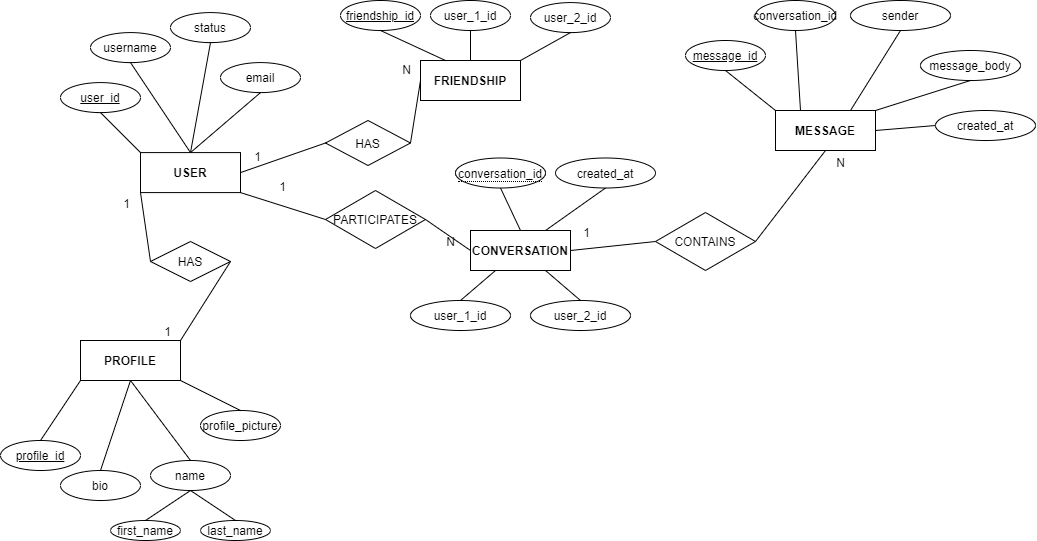 friendship_id
user_1_id
user_2_id
conversation_id
sender
status
username
email
user_id
N
FRIENDSHIP
message_id
message_body
created_at
MESSAGE
HAS
1
USER
N
1
conversation_id
created_at
PARTICIPATES
1
N
CONVERSATION
1
CONTAINS
HAS
user_1_id
user_2_id
1
PROFILE
profile_picture
profile_id
name
bio
first_name
last_name